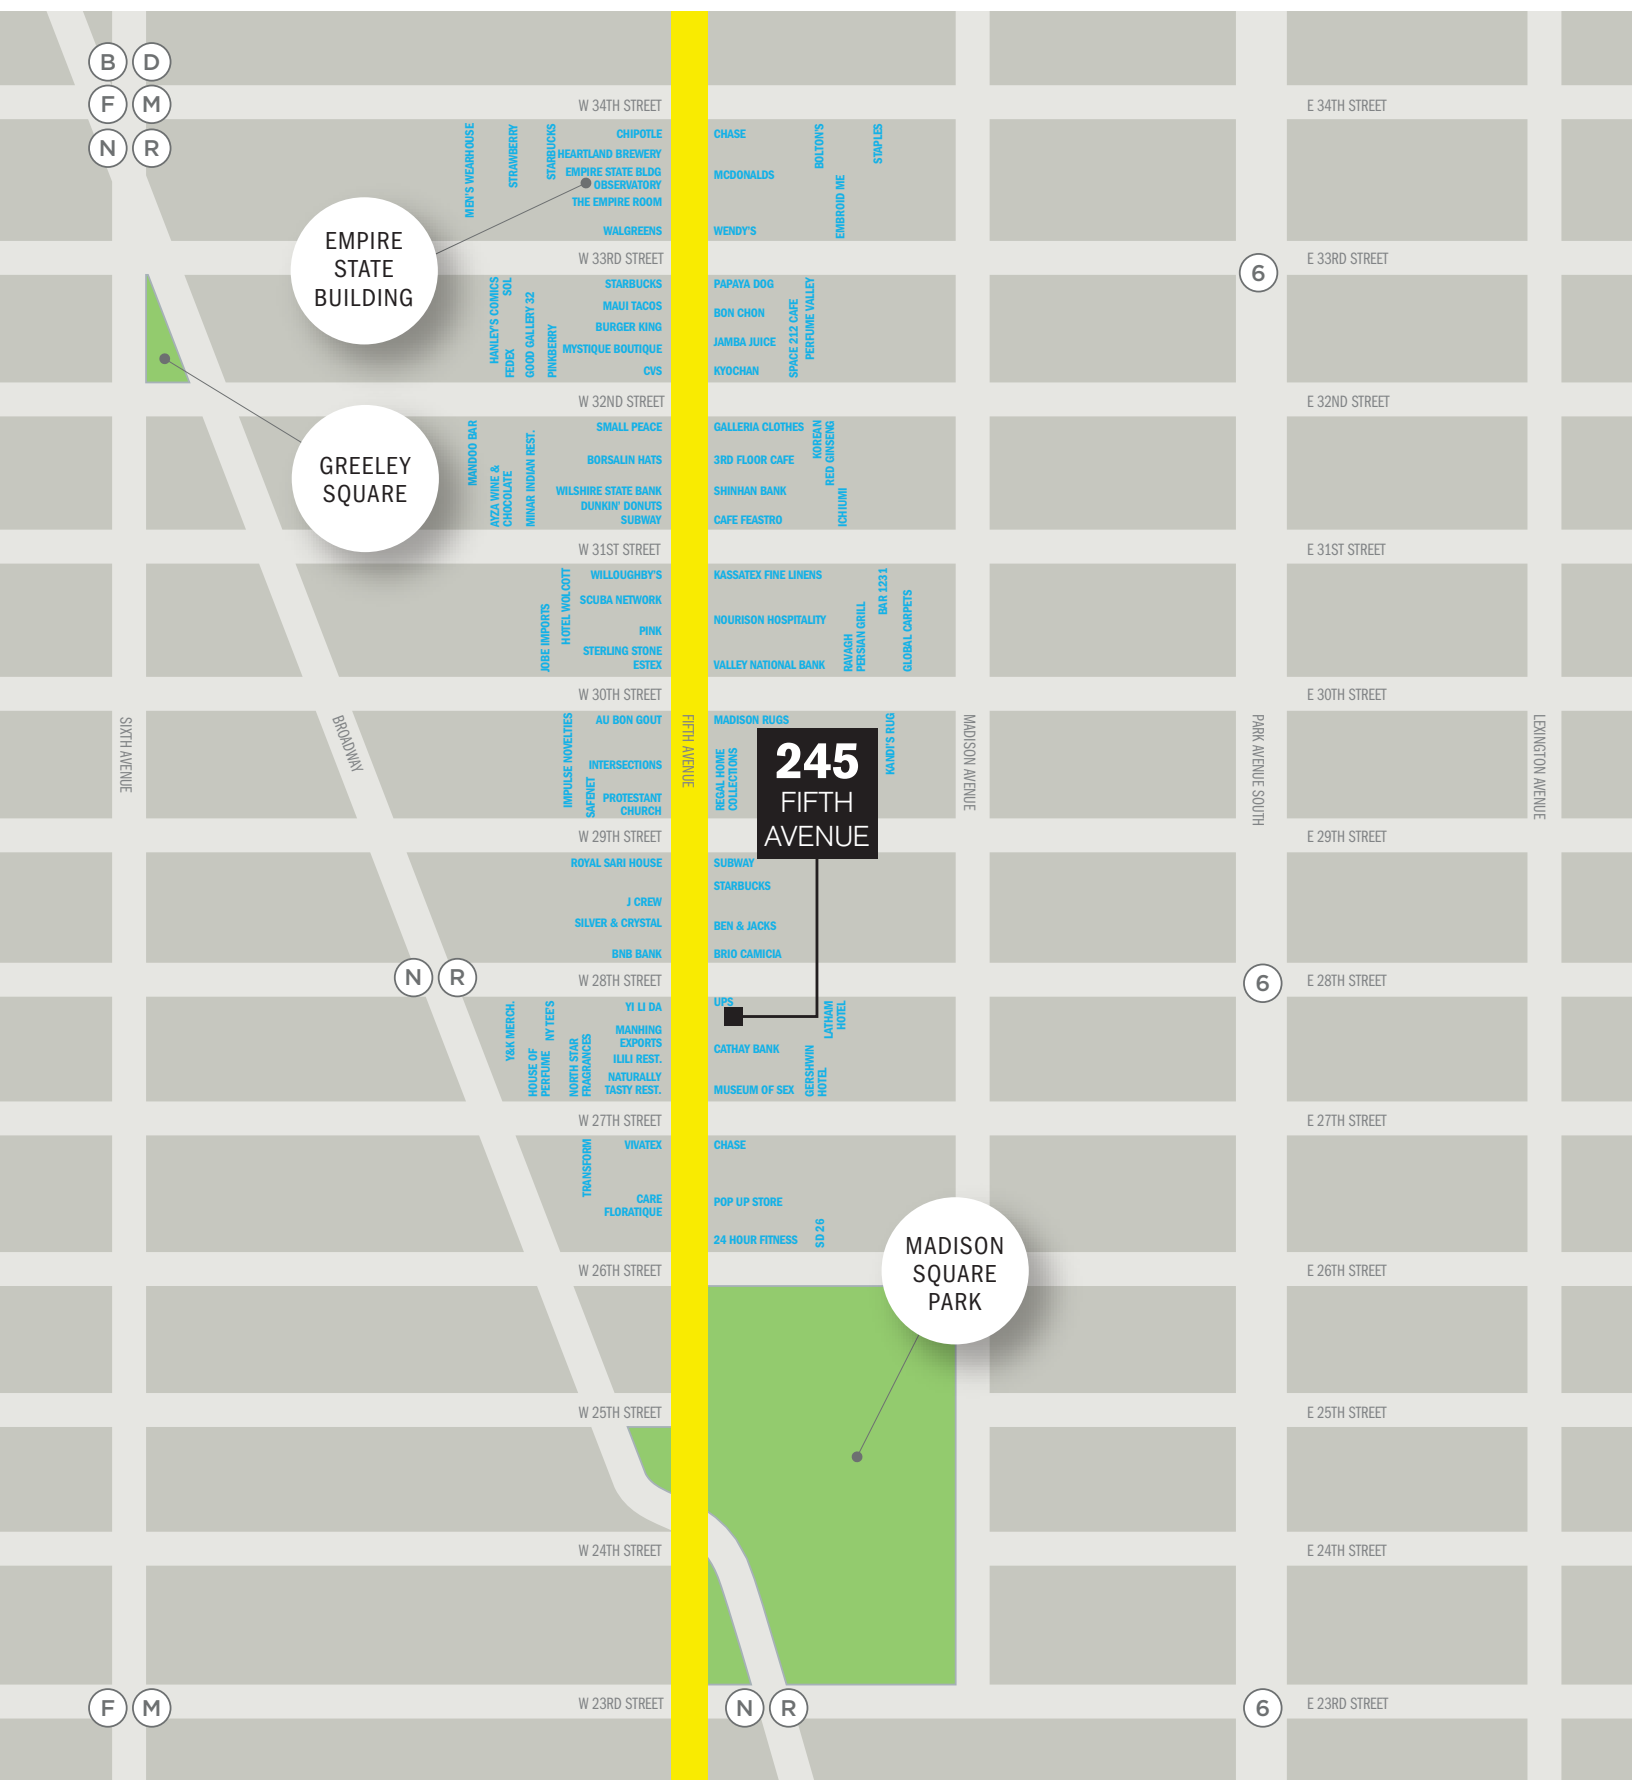 B D
F M
N R
W 34TH STREET
E 34TH STREET
MEN'S WEARHOUSE
STRAWBERRY
STARBUCKS
CHIPOTLE
HEARTLAND BREWERY
EMPIRE STATE BLDG
OBSERVATORY
THE EMPIRE ROOM
WALGREENS
CHASE
MCDONALDS
WENDY'S
BOLTON'S
EMBROID ME
STAPLES
EMPIRE
STATE
BUILDING
W 33RD STREET
6
E 33RD STREET
HANLEY'S COMICS
SOL
FEDEX
GOOD GALLERY 32
PINKBERRY
STARBUCKS
MAUI TACOS
BURGER KING
MYSTIQUE BOUTIQUE
CVS
PAPAYA DOG
BON CHON
JAMBA JUICE
KYOCHAN
SPACE 212 CAFE
PERFUME VALLEY
W 32ND STREET
E 32ND STREET
GREELEY
SQUARE
MANDOO BAR
AYZA WINE &
CHOCOLATE
MINAR INDIAN REST.
SMALL PEACE
BORSALIN HATS
WILSHIRE STATE BANK
DUNKIN' DONUTS
SUBWAY
GALLERIA CLOTHES
3RD FLOOR CAFE
SHINHAN BANK
CAFE FEASTRO
KOREAN
RED GINSENG
ICHIUMI
W 31ST STREET
E 31ST STREET
JOBE IMPORTS
HOTEL WOLCOTT
WILLOUGHBY'S
SCUBA NETWORK
PINK
STERLING STONE
ESTEX
KASSATEX FINE LINENS
NOURISON HOSPITALITY
VALLEY NATIONAL BANK
RAVAGH
PERSIAN GRILL
BAR 1231
GLOBAL CARPETS
W 30TH STREET
E 30TH STREET
SIXTH AVENUE
BROADWAY
FIFTH AVENUE
MADISON AVENUE
PARK AVENUE SOUTH
LEXINGTON AVENUE
IMPULSE NOVELTIES
SAFENET
AU BON GOUT
INTERSECTIONS
PROTESTANT
CHURCH
MADISON RUGS
REGAL HOME
COLLECTIONS
KANDI'S RUG
245
FIFTH
AVENUE
W 29TH STREET
E 29TH STREET
ROYAL SARI HOUSE
J CREW
SILVER & CRYSTAL
BNB BANK
SUBWAY
STARBUCKS
BEN & JACKS
BRIO CAMICIA
N R
W 28TH STREET
6
E 28TH STREET
Y&K MERCH.
HOUSE OF
PERFUME
NY TEE'S
NORTH STAR
FRAGRANCES
YI LI DA
MANHING
EXPORTS
ILILI REST.
NATURALLY
TASTY REST.
UPS
CATHAY BANK
MUSEUM OF SEX
GERSHWIN
HOTEL
LATHAM
HOTEL
W 27TH STREET
E 27TH STREET
TRANSFORM
VIVATEX
CARE
FLORATIQUE
CHASE
POP UP STORE
24 HOUR FITNESS
SD26
MADISON
SQUARE
PARK
W 26TH STREET
E 26TH STREET
W 25TH STREET
E 25TH STREET
W 24TH STREET
E 24TH STREET
F M
W 23RD STREET
N R
6
E 23RD STREET